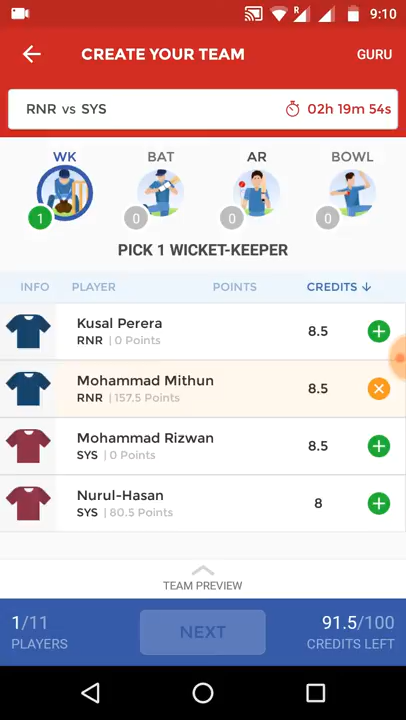 R 9:10
CREATE YOUR TEAM GURU
RNR vs SYS 02h 19m 54s
WK BAT AR BOWL
1 0 0 0
PICK 1 WICKET-KEEPER
INFO PLAYER POINTS CREDITS ↓
Kusal Perera
RNR | 0 Points 8.5
Mohammad Mithun
RNR | 157.5 Points 8.5
Mohammad Rizwan
SYS | 0 Points 8.5
Nurul-Hasan
SYS | 80.5 Points 8
TEAM PREVIEW
1/11 NEXT 91.5/100
PLAYERS CREDITS LEFT